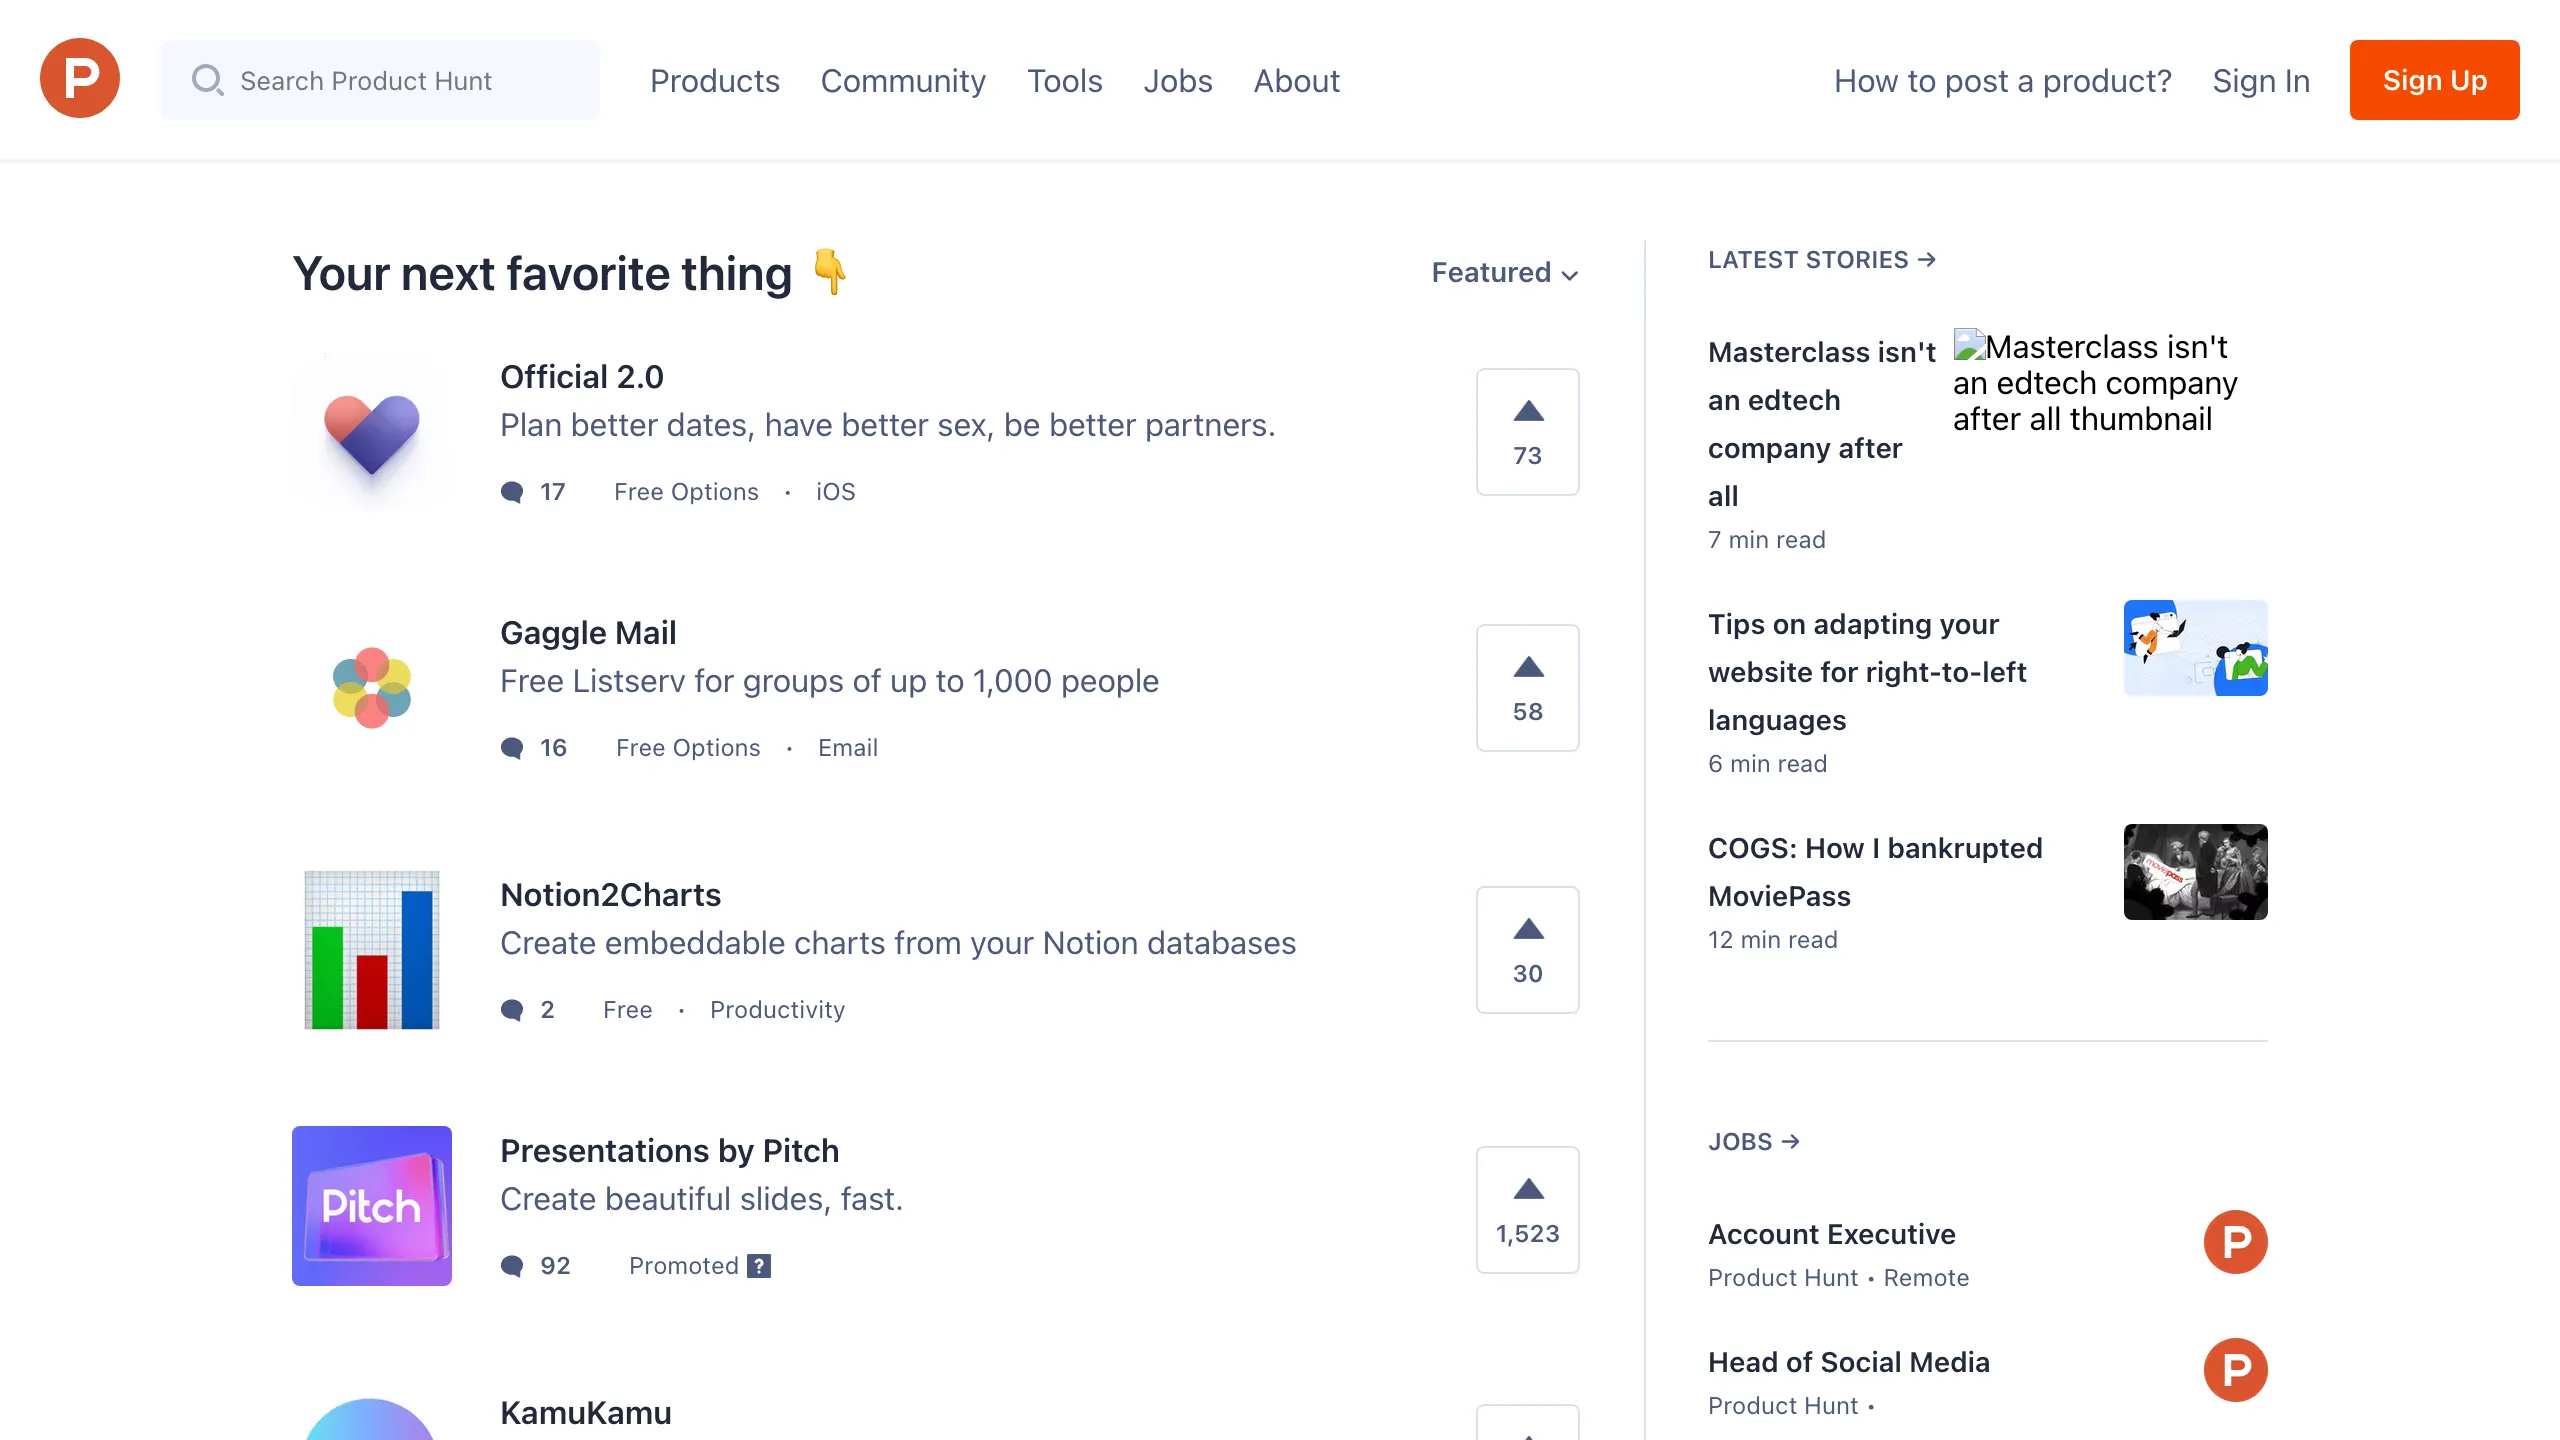 P
Search Product Hunt
Products
Community
Tools
Jobs
About
How to post a product?
Sign In
Sign Up
Your next favorite thing 👇
Featured
Official 2.0
Plan better dates, have better sex, be better partners.
17 Free Options · iOS
73
Gaggle Mail
Free Listserv for groups of up to 1,000 people
16 Free Options · Email
58
Notion2Charts
Create embeddable charts from your Notion databases
2 Free · Productivity
30
Pitch
Presentations by Pitch
Create beautiful slides, fast.
92 Promoted ?
1,523
KamuKamu
LATEST STORIES →
Masterclass isn't
an edtech
company after
all
7 min read
Masterclass isn't
an edtech company
after all thumbnail
Tips on adapting your
website for right-to-left
languages
6 min read
COGS: How I bankrupted
MoviePass
12 min read
moviepass
JOBS →
Account Executive
Product Hunt • Remote
P
Head of Social Media
Product Hunt •
P